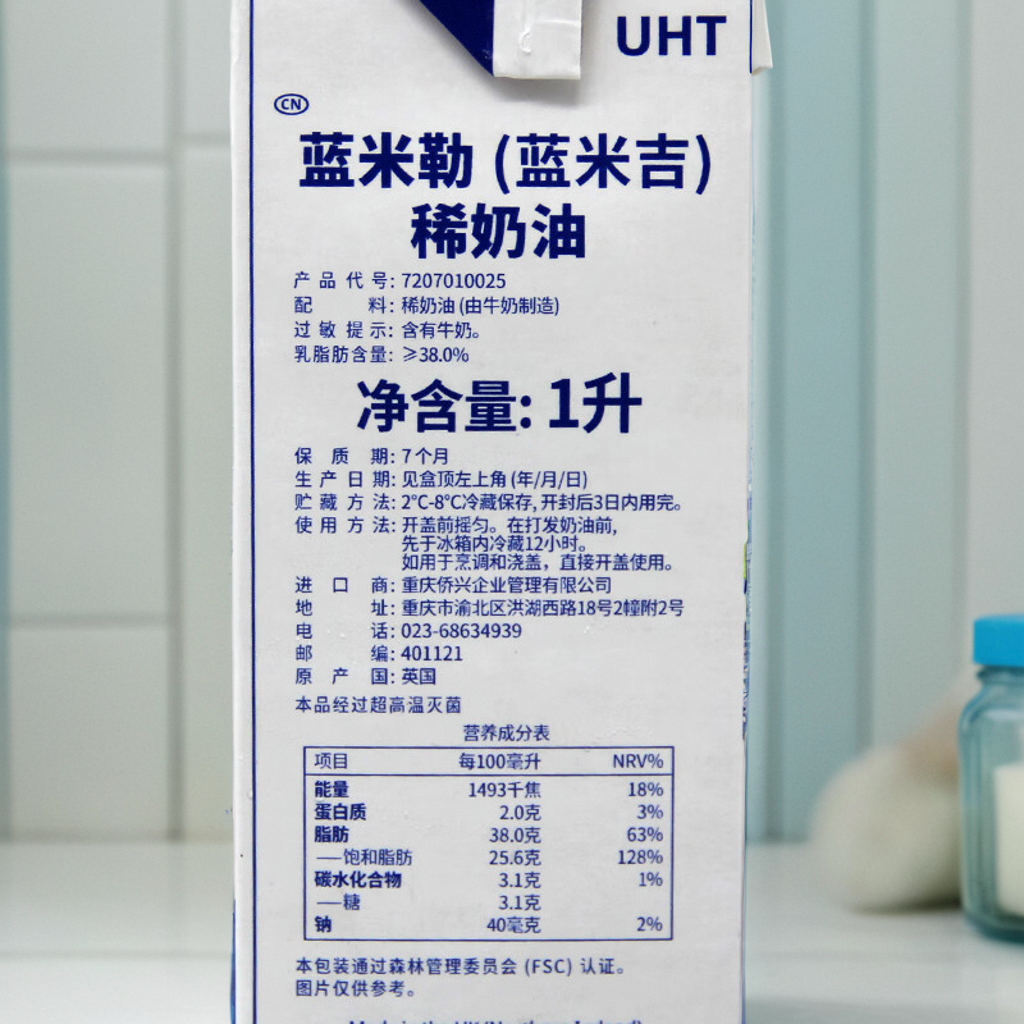 UHT
CN
蓝米勒 (蓝米吉)
稀奶油
产品代号: 7207010025
配料: 稀奶油 (由牛奶制造)
过敏提示: 含有牛奶。
乳脂肪含量: ≥38.0%
净含量: 1升
保质期: 7个月
生产日期: 见盒顶左上角 (年/月/日)
贮藏方法: 2°C-8°C冷藏保存, 开封后3日内用完。
使用方法: 开盖前摇匀。在打发奶油前,
先于冰箱内冷藏12小时。
如用于烹调和浇盖，直接开盖使用。
进口商: 重庆侨兴企业管理有限公司
地址: 重庆市渝北区洪湖西路18号2幢附2号
电话: 023-68634939
邮编: 401121
原产国: 英国
本品经过超高温灭菌
营养成分表
项目 每100毫升 NRV%
能量 1493千焦 18%
蛋白质 2.0克 3%
脂肪 38.0克 63%
—饱和脂肪 25.6克 128%
碳水化合物 3.1克 1%
—糖 3.1克
钠 40毫克 2%
本包装通过森林管理委员会 (FSC) 认证。
图片仅供参考。